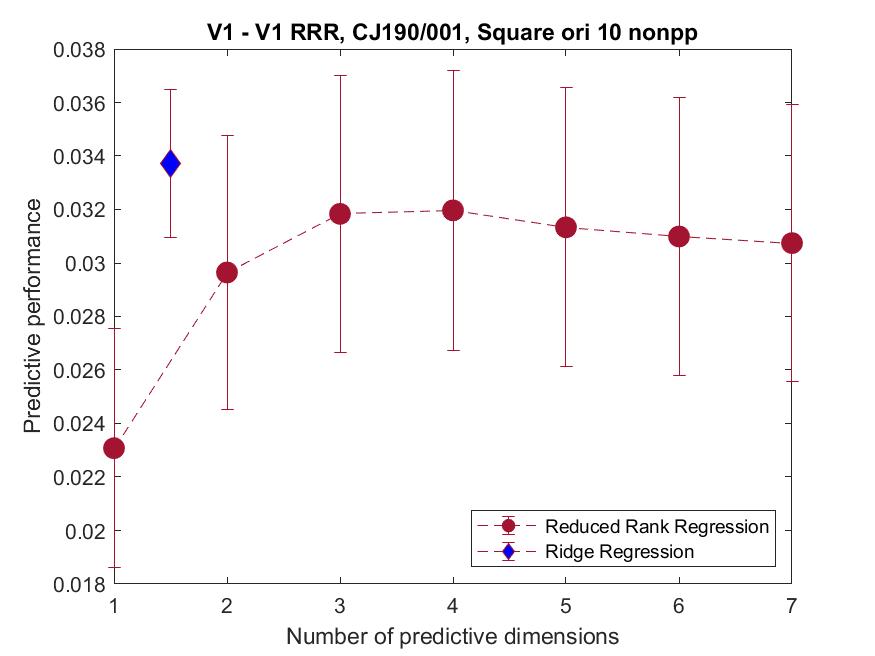 V1 - V1 RRR, CJ190/001, Square ori 10 nonpp
0.038
0.036
0.034
0.032
0.03
0.028
0.026
0.024
0.022
0.02
0.018
Predictive performance
Reduced Rank Regression
Ridge Regression
1 2 3 4 5 6 7
Number of predictive dimensions